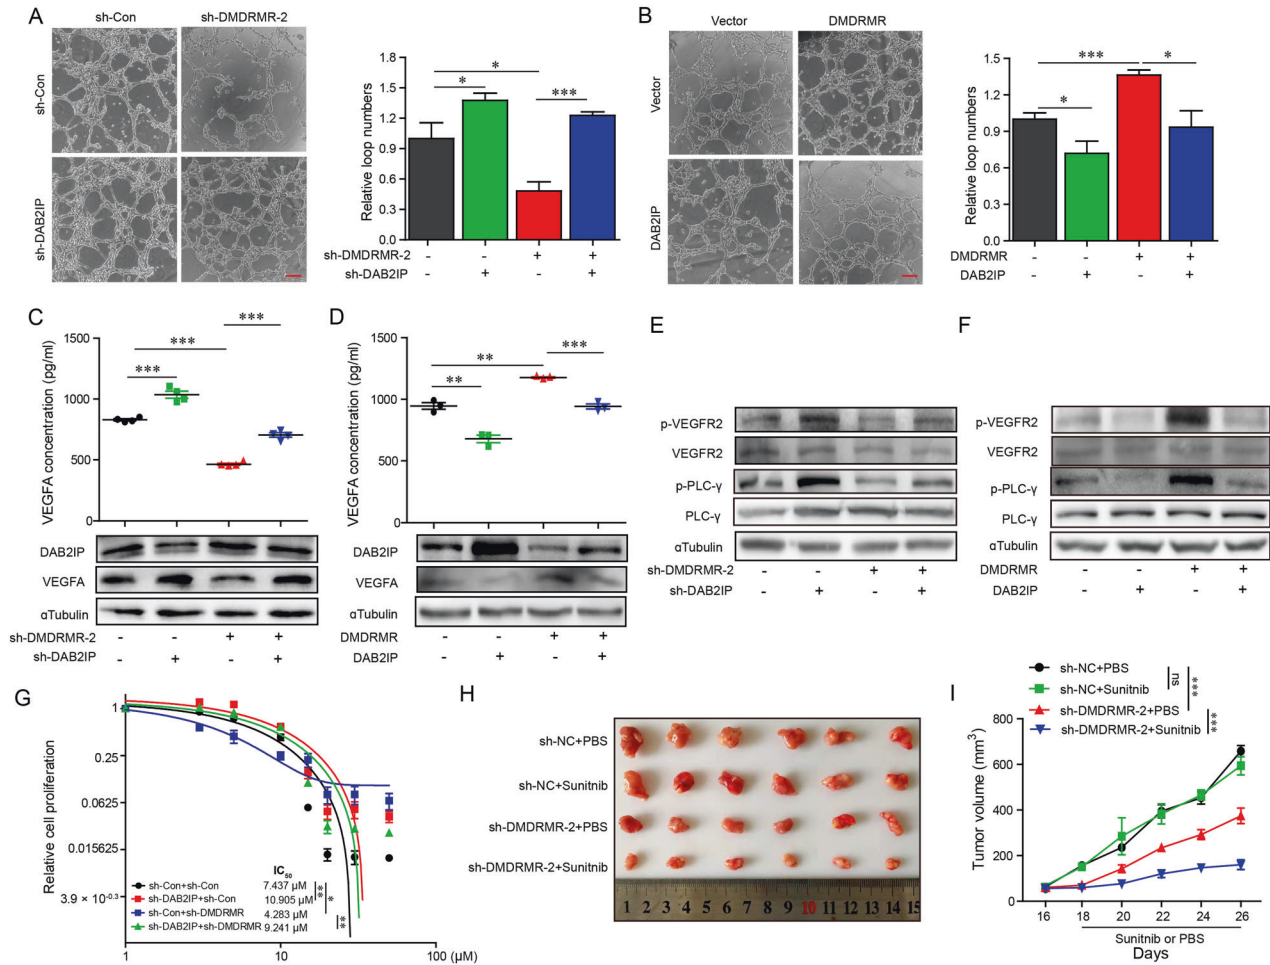 A
sh-Con
sh-DMDRMR-2
sh-Con
sh-DAB2IP
Relative loop numbers
1.8
1.5
1.2
0.9
0.6
0.3
0.0
*
*
***
sh-DMDRMR-2 - - + +
sh-DAB2IP - + - +
B
Vector
DMDRMR
Vector
DAB2IP
Relative loop numbers
1.5
1.2
0.9
0.6
0.3
0.0
***
*
*
DMDRMR - - + +
DAB2IP - + - +
C
VEGFA concentration (pg/ml)
1500
1000
500
0
***
***
***
DAB2IP
VEGFA
αTubulin
sh-DMDRMR-2 - - + +
sh-DAB2IP - + - +
D
VEGFA concentration (pg/ml)
1500
1000
500
0
**
***
**
DAB2IP
VEGFA
αTubulin
DMDRMR - - + +
DAB2IP - + - +
E
p-VEGFR2
VEGFR2
p-PLC-γ
PLC-γ
αTubulin
sh-DMDRMR-2 - - + +
sh-DAB2IP - + - +
F
p-VEGFR2
VEGFR2
p-PLC-γ
PLC-γ
αTubulin
DMDRMR - - + +
DAB2IP - + - +
G
Relative cell proliferation
1
0.25
0.0625
0.015625
3.9 × 10⁻⁰·³
IC50
sh-Con+sh-Con 7.437 μM
sh-DAB2IP+sh-Con 10.905 μM
sh-Con+sh-DMDRMR 4.283 μM
sh-DAB2IP+sh-DMDRMR 9.241 μM
**
*
**
1 10 100 (μM)
H
sh-NC+PBS
sh-NC+Sunitnib
sh-DMDRMR-2+PBS
sh-DMDRMR-2+Sunitnib
1 2 3 4 5 6 7 8 9 10 11 12 13 14 15
I
sh-NC+PBS
sh-NC+Sunitnib
sh-DMDRMR-2+PBS
sh-DMDRMR-2+Sunitnib
ns
***
***
Tumor volume (mm³)
800
600
400
200
0
16 18 20 22 24 26
Sunitnib or PBS
Days